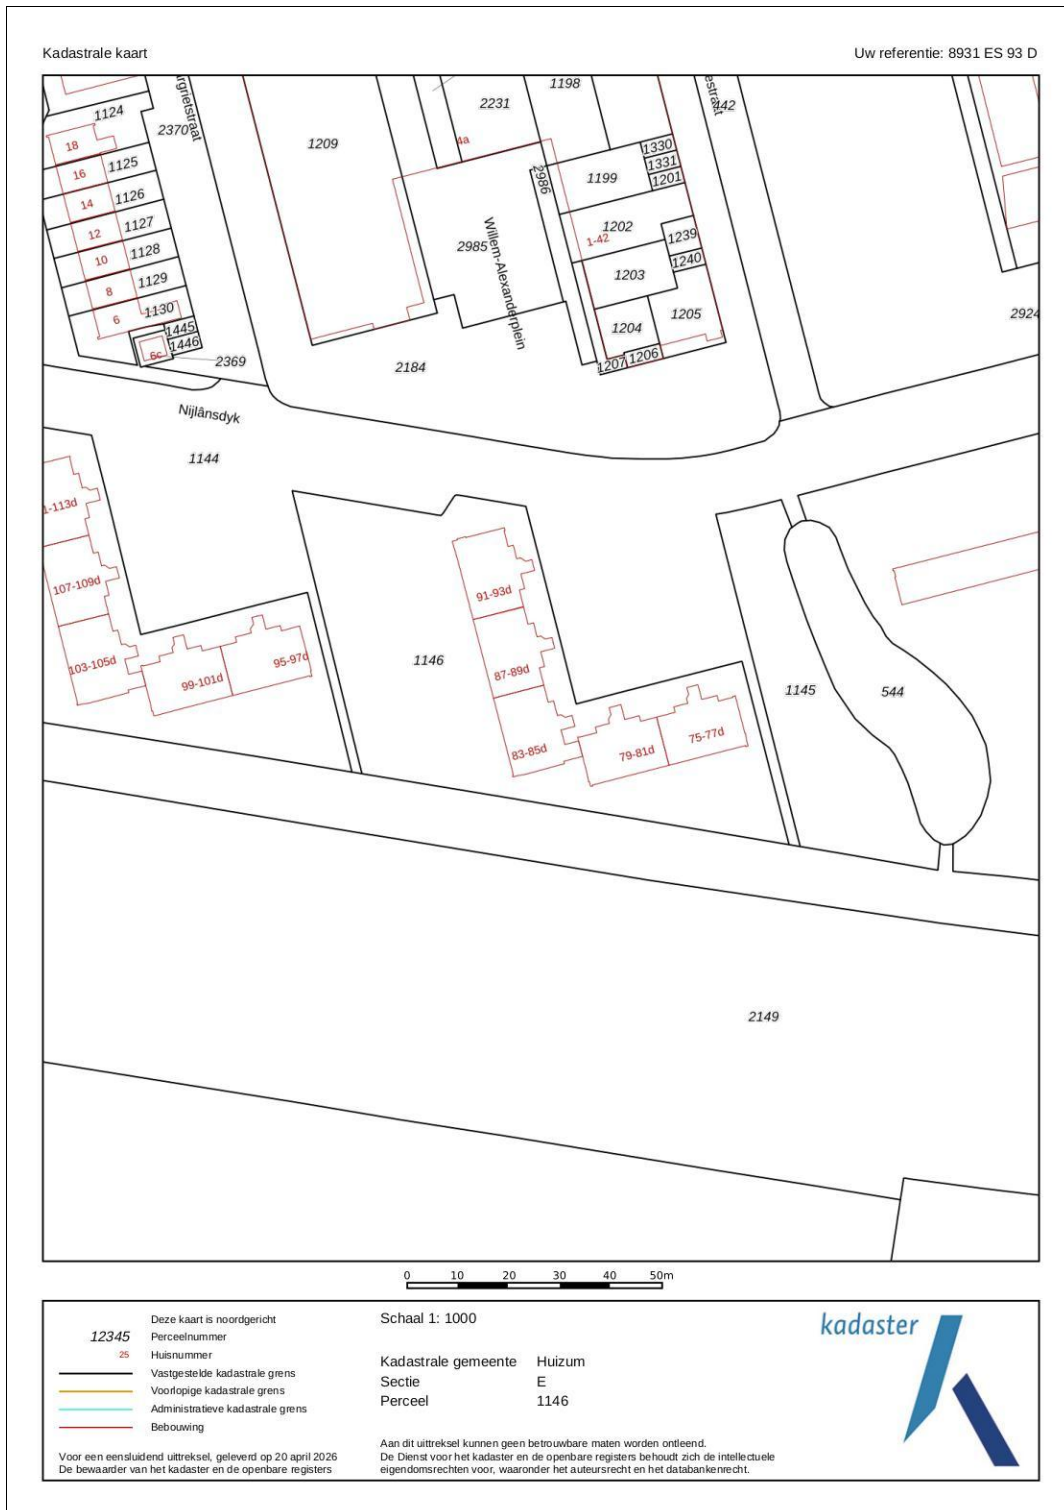 Kadastrale kaart
Uw referentie: 8931 ES 93 D
1124
2370
1209
2231
1198
442
18
4a
1330
1331
1201
16
1125
2986
1199
14
1126
12
1127
1202
1-42
1239
10
1128
2985
Willem-Alexanderplein
1240
8
1129
1203
6
1130
1205
2924
1445
1204
1446
6c
2369
2184
1207
1206
Nijlânsdyk
1144
1-113d
107-109d
91-93d
103-105d
99-101d
95-97d
1146
87-89d
1145
544
83-85d
79-81d
75-77d
2149
0 10 20 30 40 50m
Deze kaart is noordgericht
12345 Perceelnummer
25 Huisnummer
Vastgestelde kadastrale grens
Voorlopige kadastrale grens
Administratieve kadastrale grens
Bebouwing
Voor een eensluidend uittreksel, geleverd op 20 april 2026
De bewaarder van het kadaster en de openbare registers
Schaal 1: 1000
Kadastrale gemeente Huizum
Sectie E
Perceel 1146
Aan dit uittreksel kunnen geen betrouwbare maten worden ontleend.
De Dienst voor het kadaster en de openbare registers behoudt zich de intellectuele
eigendomsrechten voor, waaronder het auteursrecht en het databankenrecht.
kadaster